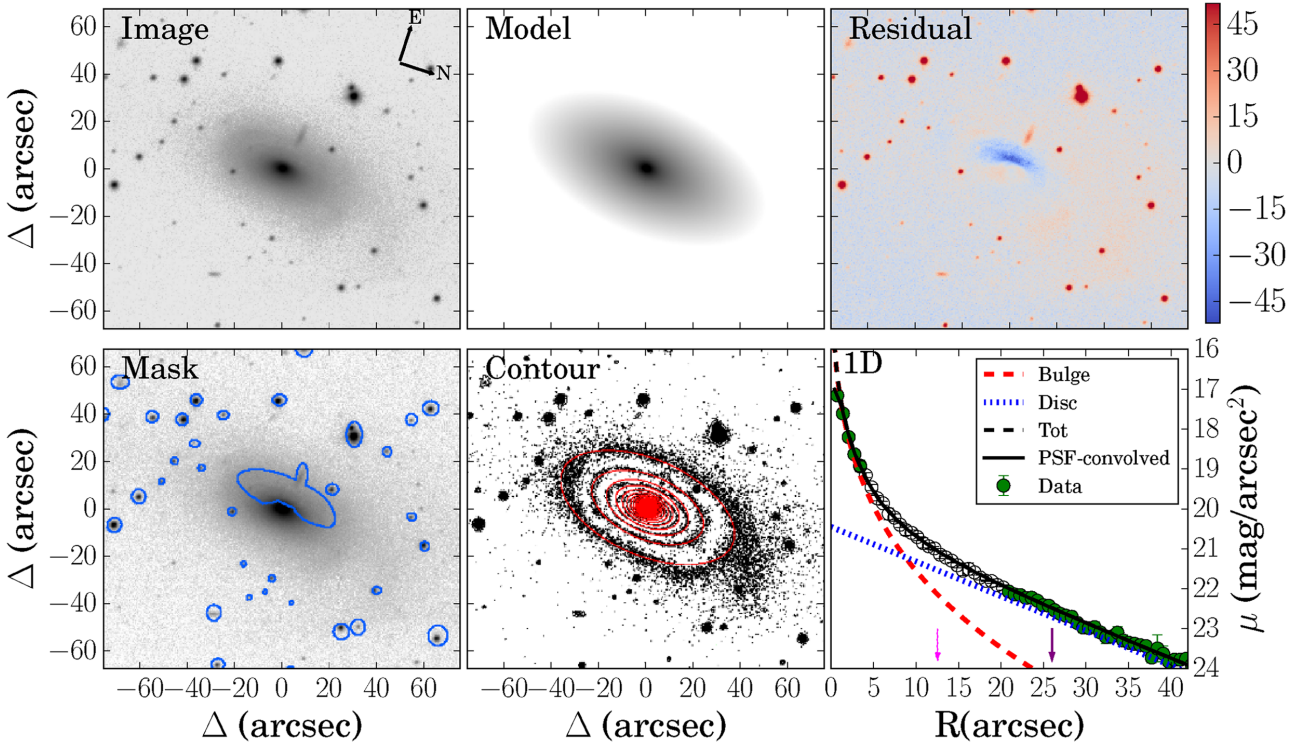 Image
E
N
Model
Residual
60
40
20
0
−20
−40
−60
Δ (arcsec)
45
30
15
0
−15
−30
−45
Mask
Contour
1D
Bulge
Disc
Tot
PSF-convolved
Data
60
40
20
0
−20
−40
−60
Δ (arcsec)
16
17
18
19
20
21
22
23
24
μ (mag/arcsec²)
−60−40−20 0 20 40 60
−60−40−20 0 20 40 60
0 5 10 15 20 25 30 35 40
Δ (arcsec)
Δ (arcsec)
R(arcsec)